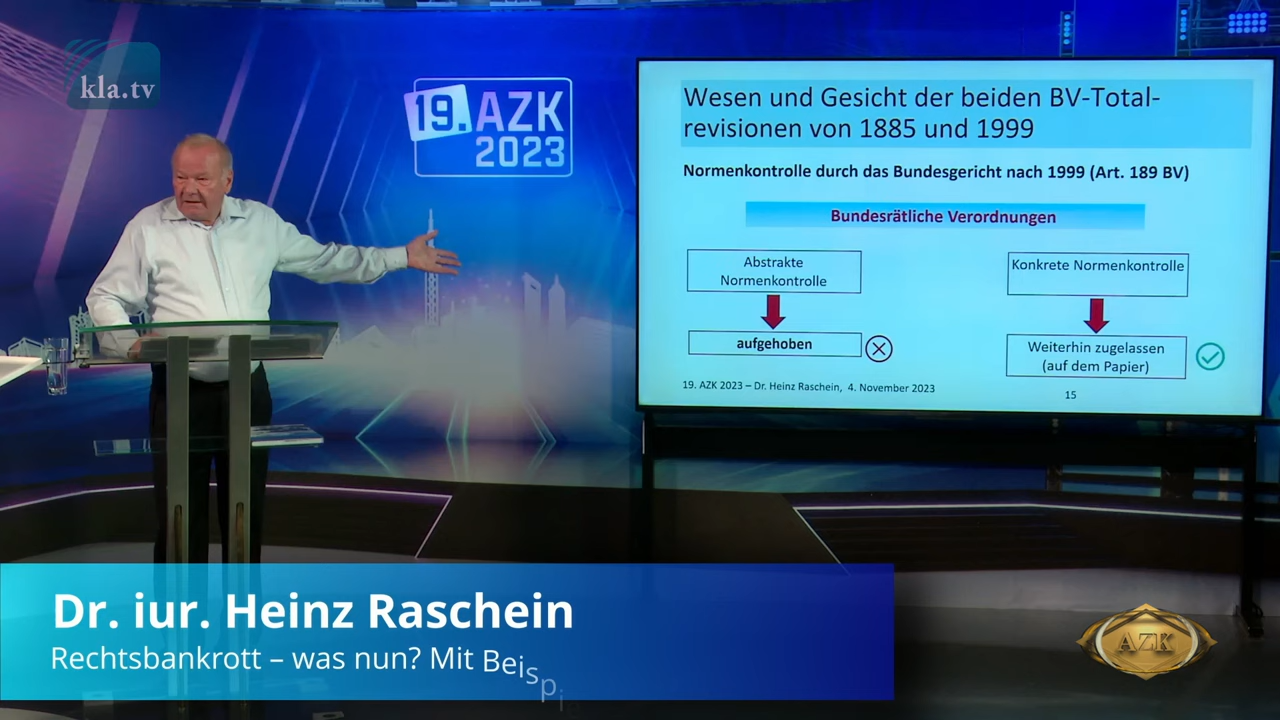 kla.tv
19. AZK
2023
Wesen und Gesicht der beiden BV-Total-
revisionen von 1885 und 1999
Normenkontrolle durch das Bundesgericht nach 1999 (Art. 189 BV)
Bundesrätliche Verordnungen
Abstrakte
Normenkontrolle
Konkrete Normenkontrolle
aufgehoben
Weiterhin zugelassen
(auf dem Papier)
19. AZK 2023 – Dr. Heinz Raschein, 4. November 2023
15
Dr. iur. Heinz Raschein
Rechtsbankrott – was nun? Mit Beispi
AZK